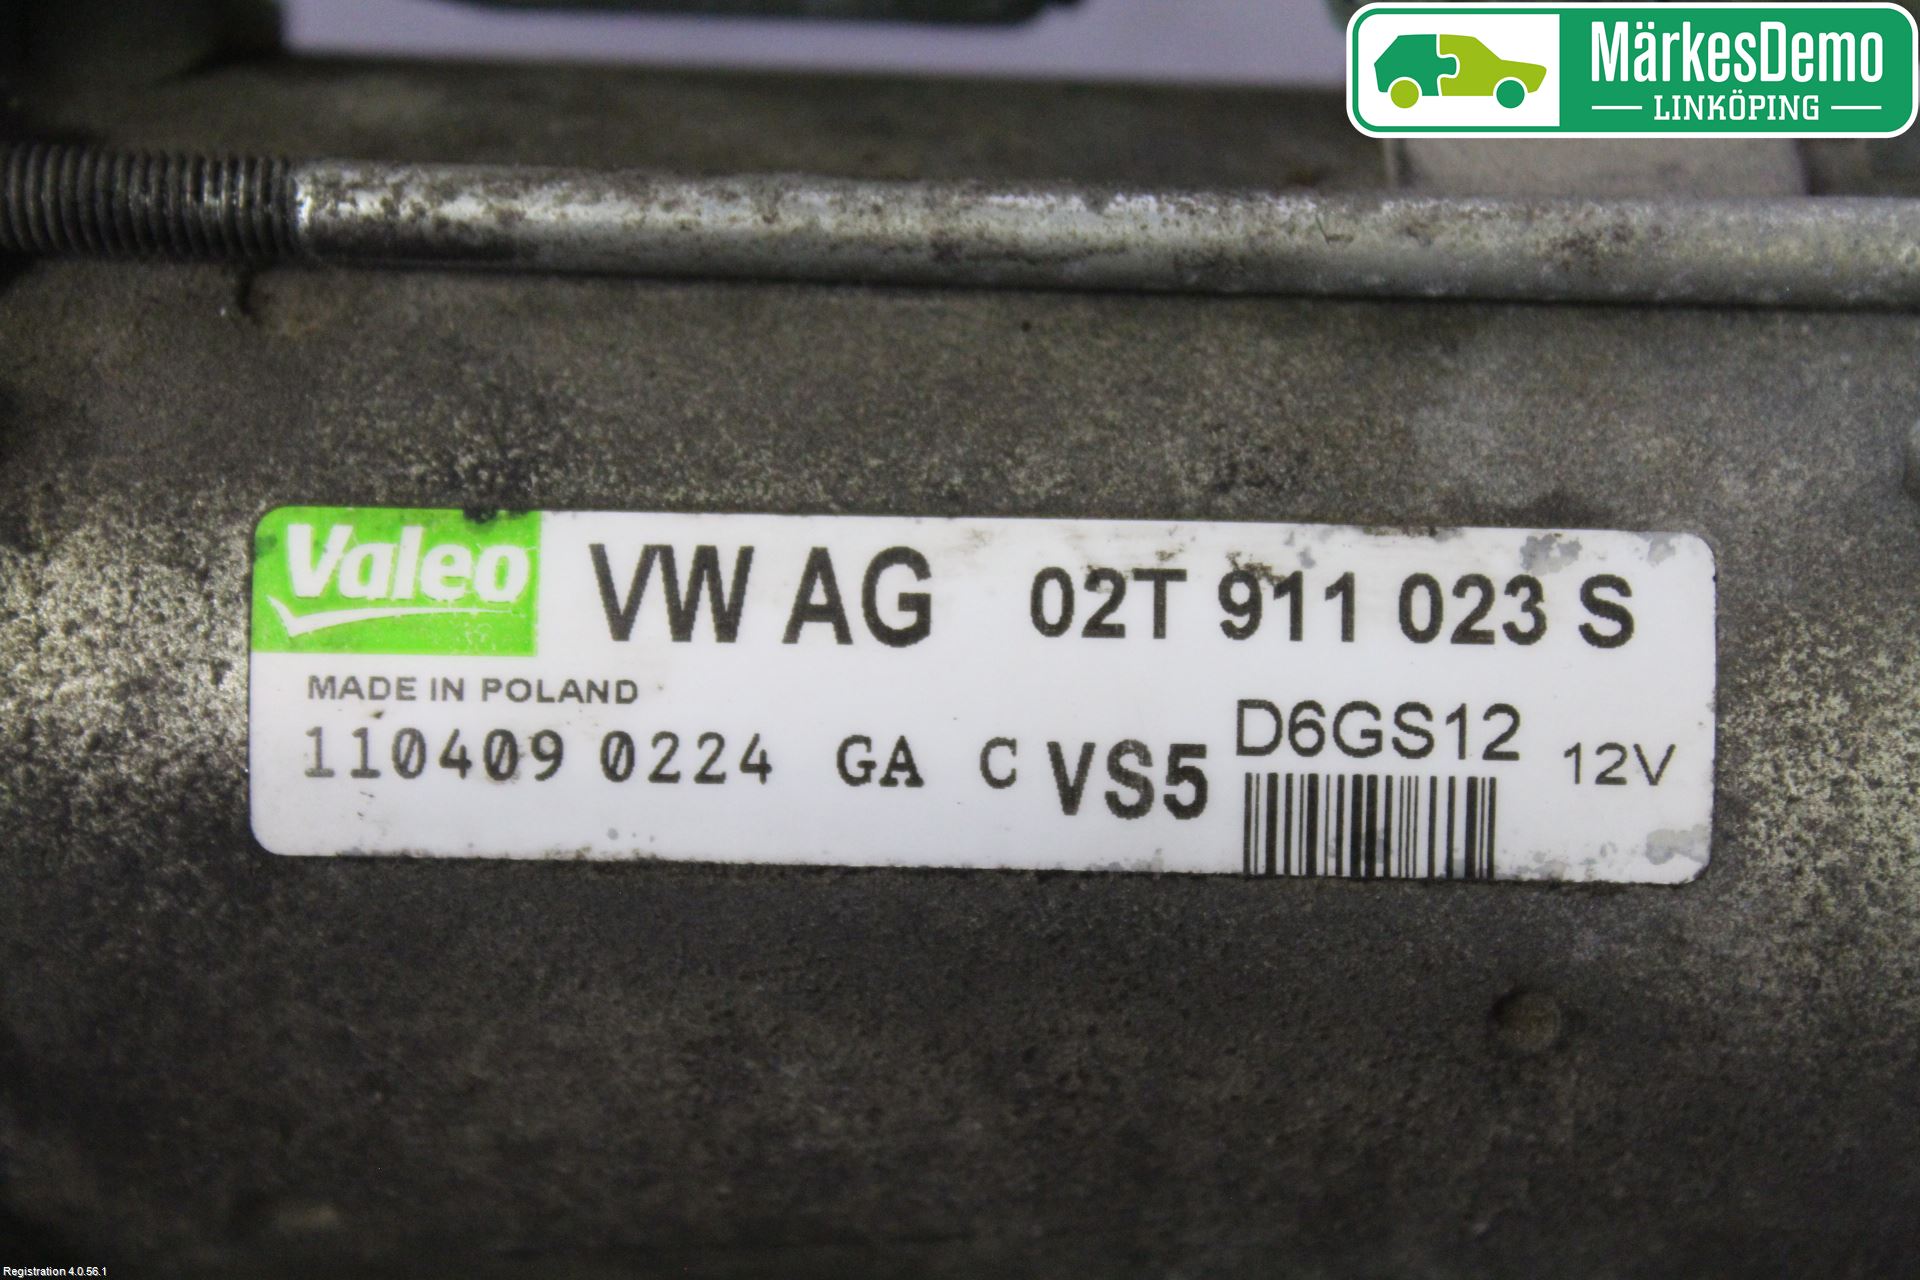 MärkesDemo
LINKÖPING
Valeo VW AG 02T 911 023 S
MADE IN POLAND
110409 0224 GA C VS5 D6GS12 12V
Registration 4.0.56.1